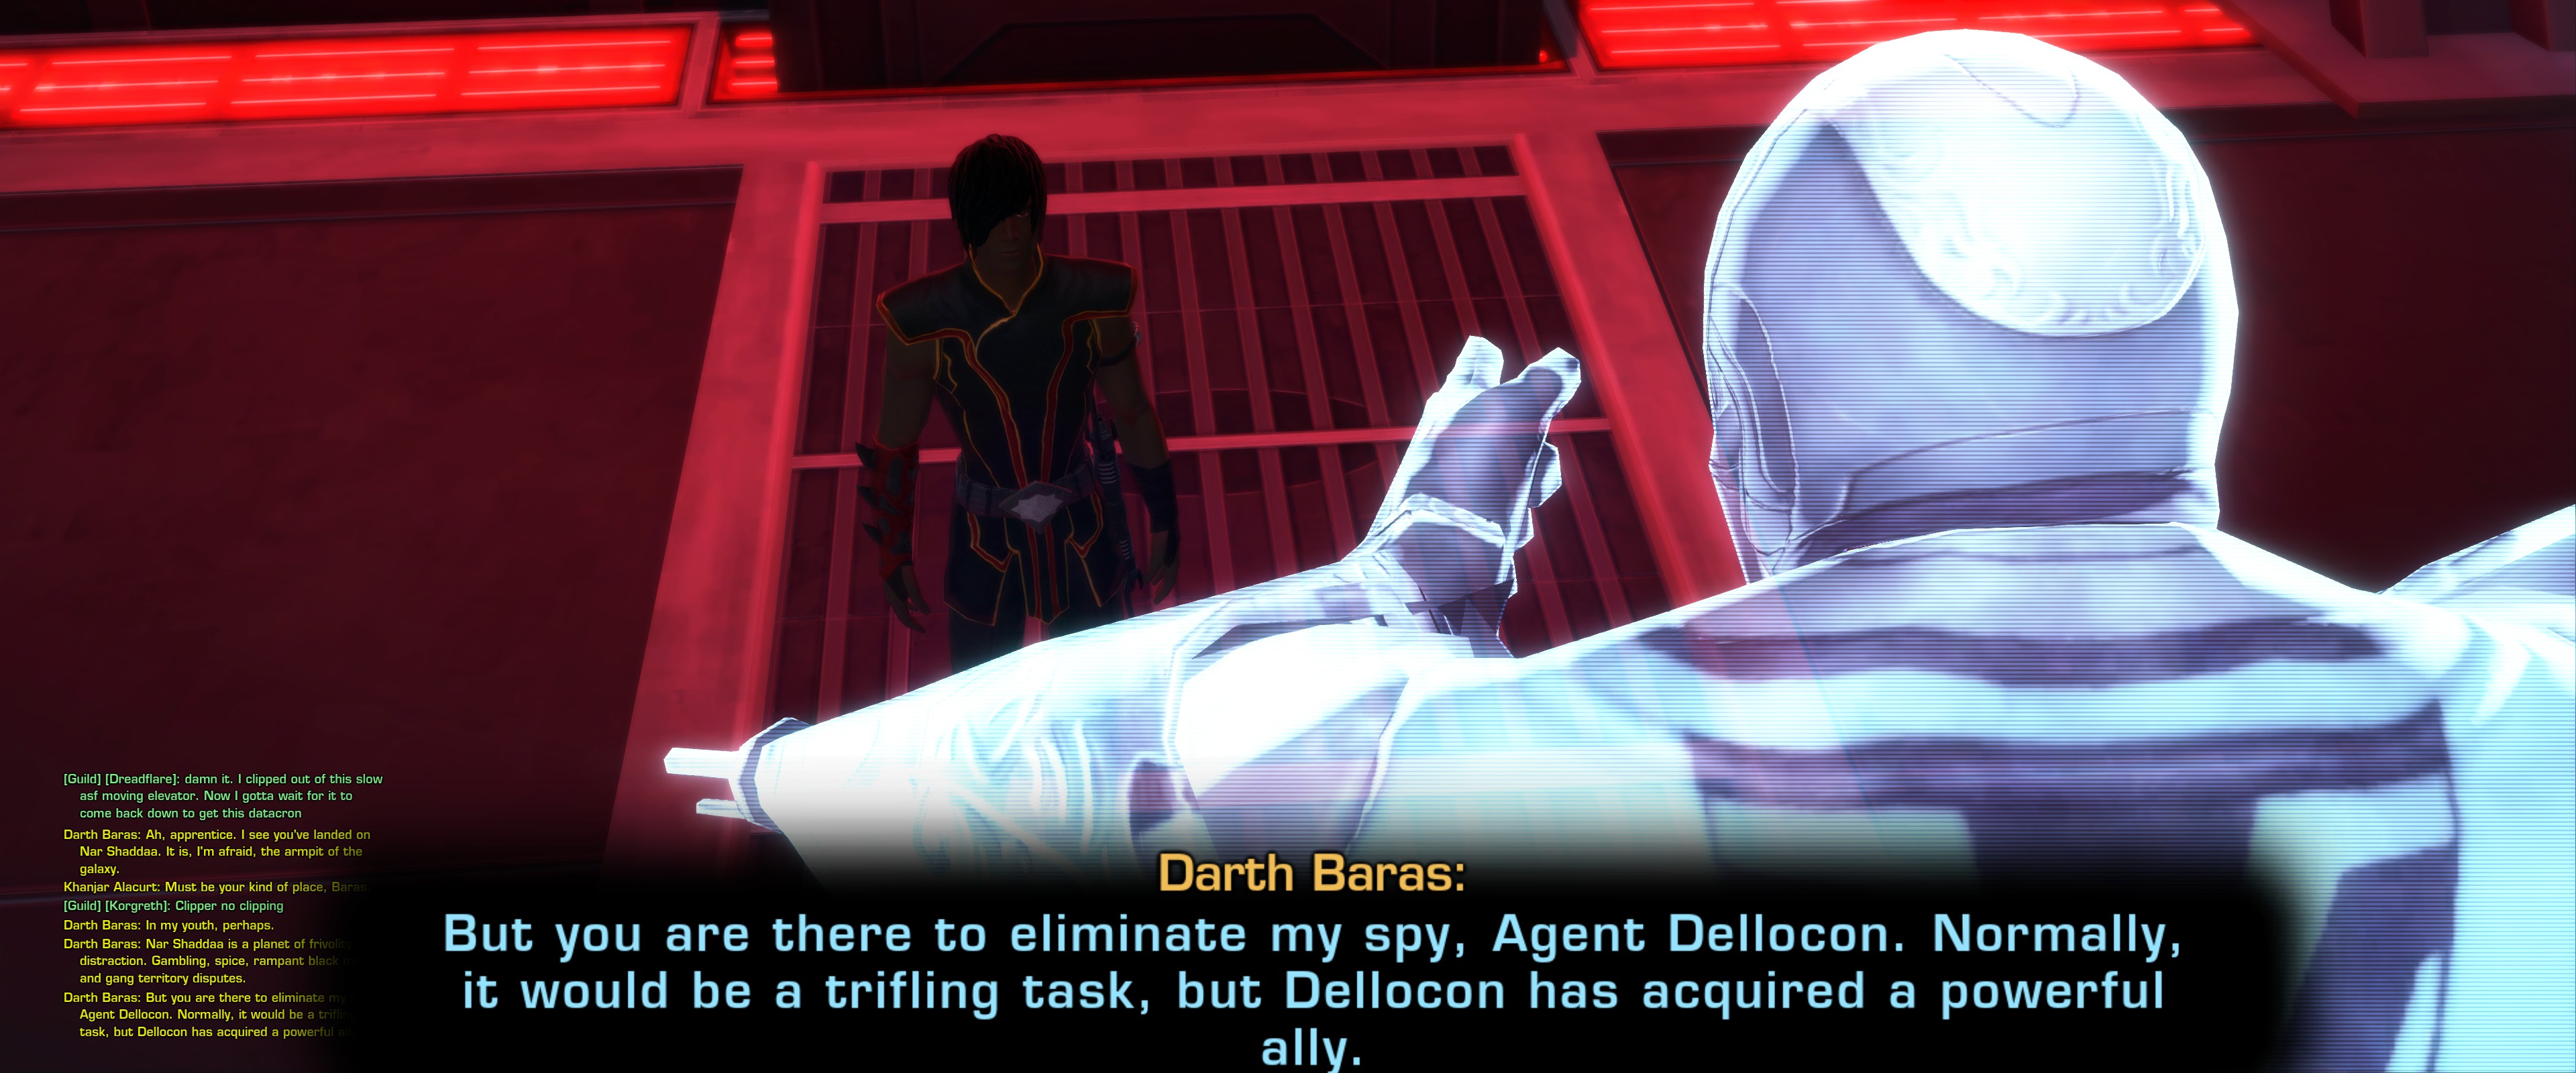 [Guild] [Dreadflare]: damn it. I clipped out of this slow
asf moving elevator. Now I gotta wait for it to
come back down to get this datacron
Darth Baras: Ah, apprentice. I see you've landed on
Nar Shaddaa. It is, I'm afraid, the armpit of the
galaxy.
Khanjar Alacurt: Must be your kind of place, Baras.
[Guild] [Korgreth]: Clipper no clipping
Darth Baras: In my youth, perhaps.
Darth Baras: Nar Shaddaa is a planet of frivolity
distraction. Gambling, spice, rampant black
and gang territory disputes.
Darth Baras: But you are there to eliminate my
Agent Dellocon. Normally, it would be a trifling
task, but Dellocon has acquired a powerful
Darth Baras:
But you are there to eliminate my spy, Agent Dellocon. Normally,
it would be a trifling task, but Dellocon has acquired a powerful
ally.